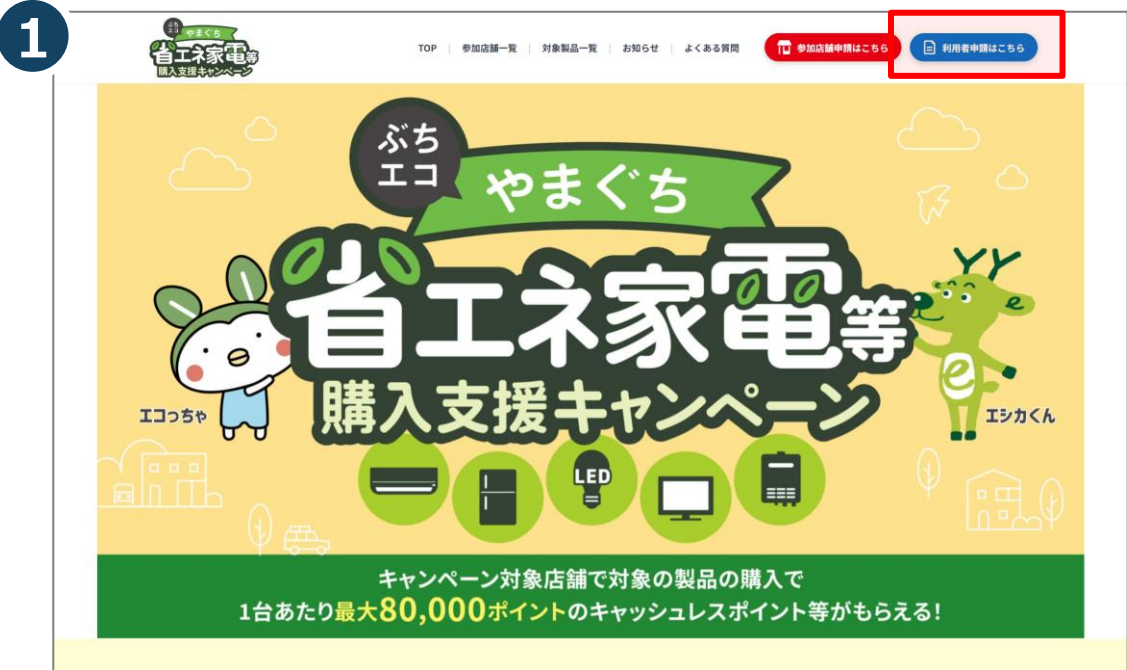 1
ぶち
エコ
やまぐち
省エネ家電等
購入支援キャンペーン
TOP
参加店舗一覧
対象製品一覧
お知らせ
よくある質問
参加店舗申請はこちら
利用者申請はこちら
ぶち
エコ
やまぐち
省エネ家電等
購入支援キャンペーン
エコっちゃ
エシカくん
e
e
LED
キャンペーン対象店舗で対象の製品の購入で
1台あたり最大80,000ポイントのキャッシュレスポイント等がもらえる!